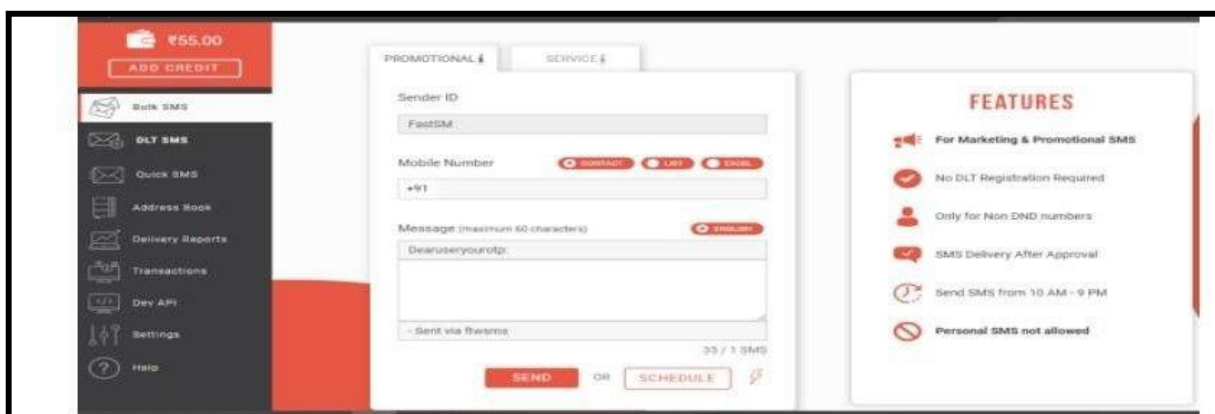 ₹55.00
ADD CREDIT
Bulk SMS
DLT SMS
Quick SMS
Address Book
Delivery Reports
Transactions
Dev API
Settings
Help
PROMOTIONAL
SERVICE
Sender ID
FastSM
Mobile Number
CONTACT
LIST
EXCEL
+91
Message (maximum 60 characters)
ENGLISH
Dearuseryourotp:
- Sent via ftwsms
33 / 1 SMS
SEND
OR
SCHEDULE
FEATURES
For Marketing & Promotional SMS
No DLT Registration Required
Only for Non DND numbers
SMS Delivery After Approval
Send SMS from 10 AM - 9 PM
Personal SMS not allowed